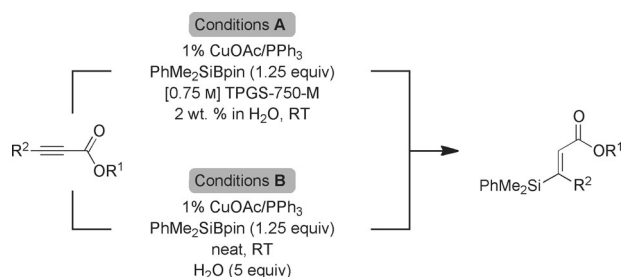 Conditions A
1% CuOAc/PPh₃
PhMe₂SiBpin (1.25 equiv)
[0.75 M] TPGS-750-M
2 wt. % in H₂O, RT
R²
O
OR¹
Conditions B
1% CuOAc/PPh₃
PhMe₂SiBpin (1.25 equiv)
neat, RT
H₂O (5 equiv)
O
OR¹
PhMe₂Si
R²